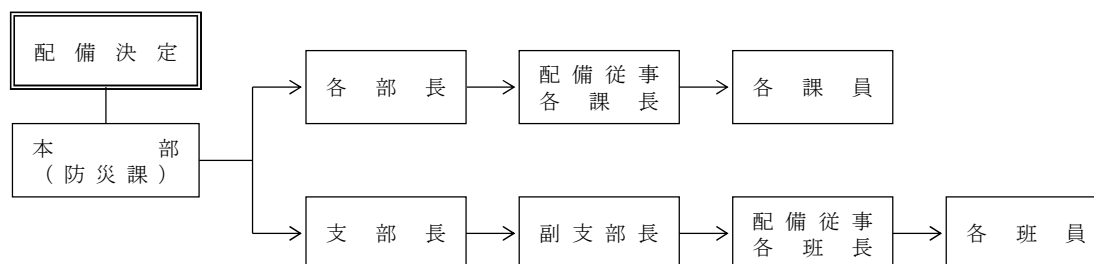 配備決定
本部
(防災課)
各部長
配備従事
各課長
各課員
支部長
副支部長
配備従事
各班長
各班員